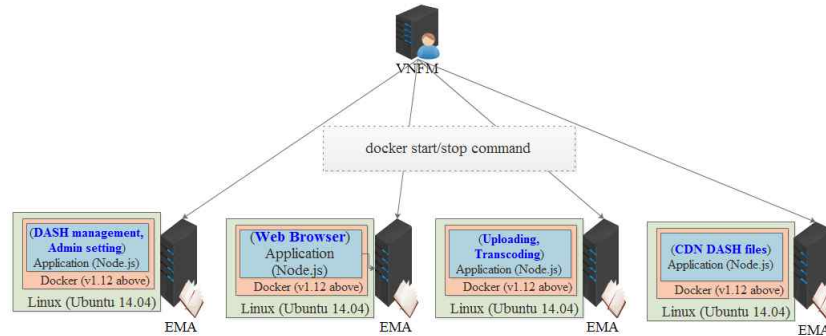 VNFM
docker start/stop command
(DASH management,
Admin setting)
Application (Node.js)
Docker (v1.12 above)
Linux (Ubuntu 14.04)
EMA
(Web Browser)
Application
(Node.js)
Docker (v1.12 above)
Linux (Ubuntu 14.04)
EMA
(Uploading,
Transcoding)
Application (Node.js)
Docker (v1.12 above)
Linux (Ubuntu 14.04)
EMA
(CDN DASH files)
Application (Node.js)
Docker (v1.12 above)
Linux (Ubuntu 14.04)
EMA